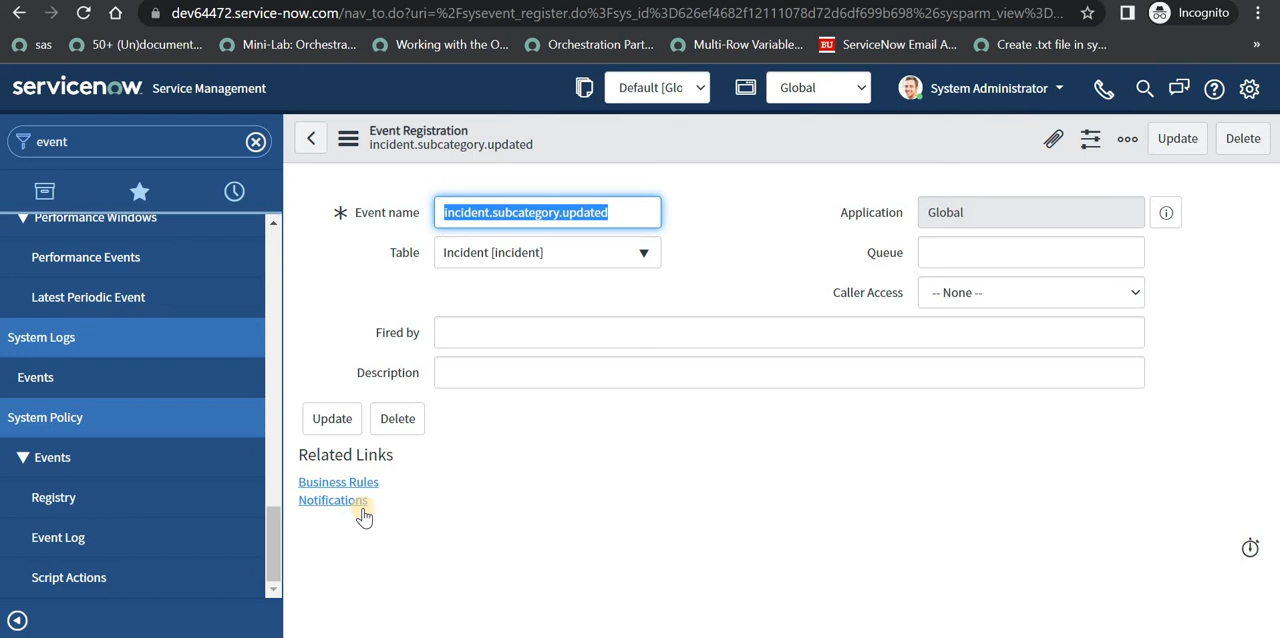 dev64472.service-now.com/nav_to.do?uri=%2Fsysevent_register.do%3Fsys_id%3D626ef4682f12111078d72d6df699b698%26sysparm_view%3D...
Incognito
sas
50+ (Un)document...
Mini-Lab: Orchestra...
Working with the O...
Orchestration Part...
Multi-Row Variable...
BU
ServiceNow Email A...
Create .txt file in sy...
»
servicenow
Service Management
Default [Glo
Global
System Administrator
event
Event Registration
incident.subcategory.updated
Update
Delete
Performance Windows
Performance Events
Latest Periodic Event
System Logs
Events
System Policy
Events
Registry
Event Log
Script Actions
Event name
incident.subcategory.updated
Application
Global
Table
Incident [incident]
Queue
Caller Access
-- None --
Fired by
Description
Update
Delete
Related Links
Business Rules
Notifications